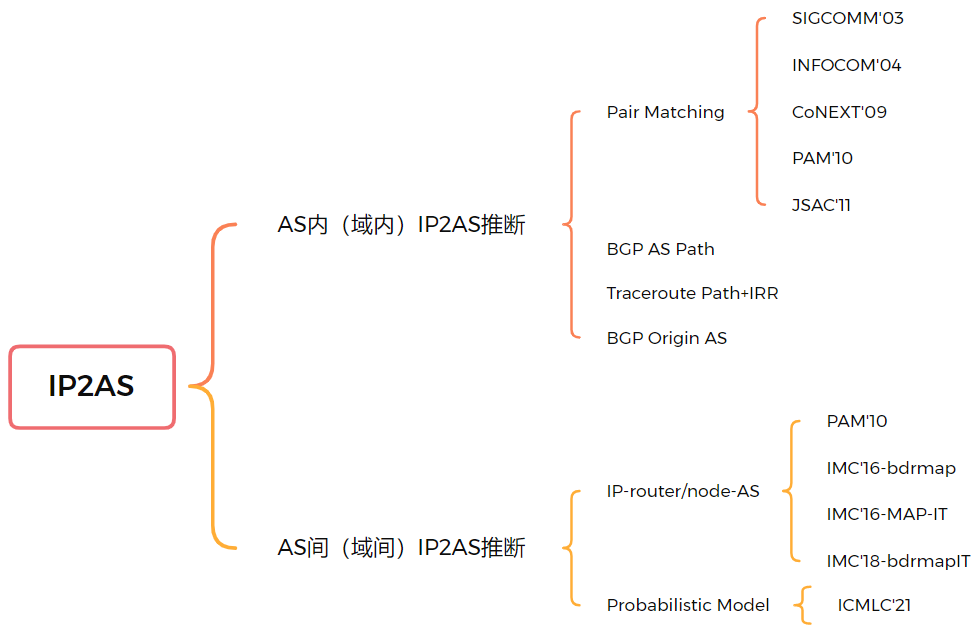 IP2AS
AS内（域内）IP2AS推断
Pair Matching
SIGCOMM'03
INFOCOM'04
CoNEXT'09
PAM'10
JSAC'11
BGP AS Path
Traceroute Path+IRR
BGP Origin AS
AS间（域间）IP2AS推断
IP-router/node-AS
PAM'10
IMC'16-bdrmap
IMC'16-MAP-IT
IMC'18-bdrmapIT
Probabilistic Model
ICMLC'21